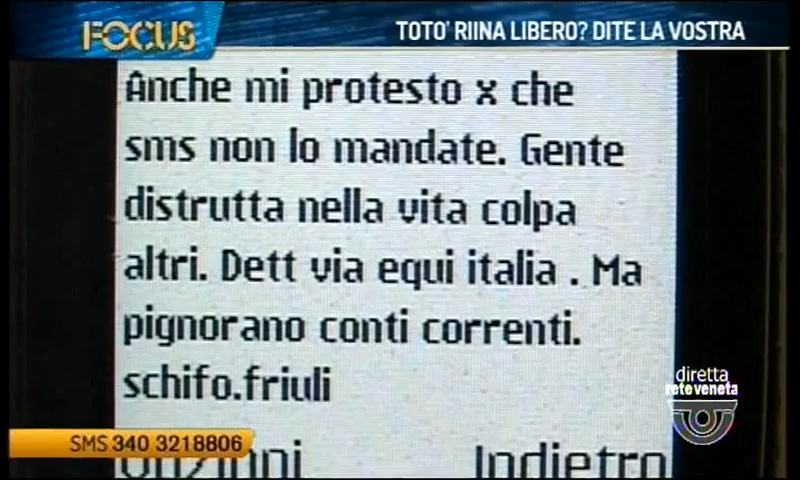 FOCUS
TOTO' RIINA LIBERO? DITE LA VOSTRA
Anche mi protesto x che
sms non lo mandate. Gente
distrutta nella vita colpa
altri. Dett via equi italia . Ma
pignorano conti correnti.
schifo.friuli
diretta
reteveneta
SMS 340 3218806
Opzioni Indietro